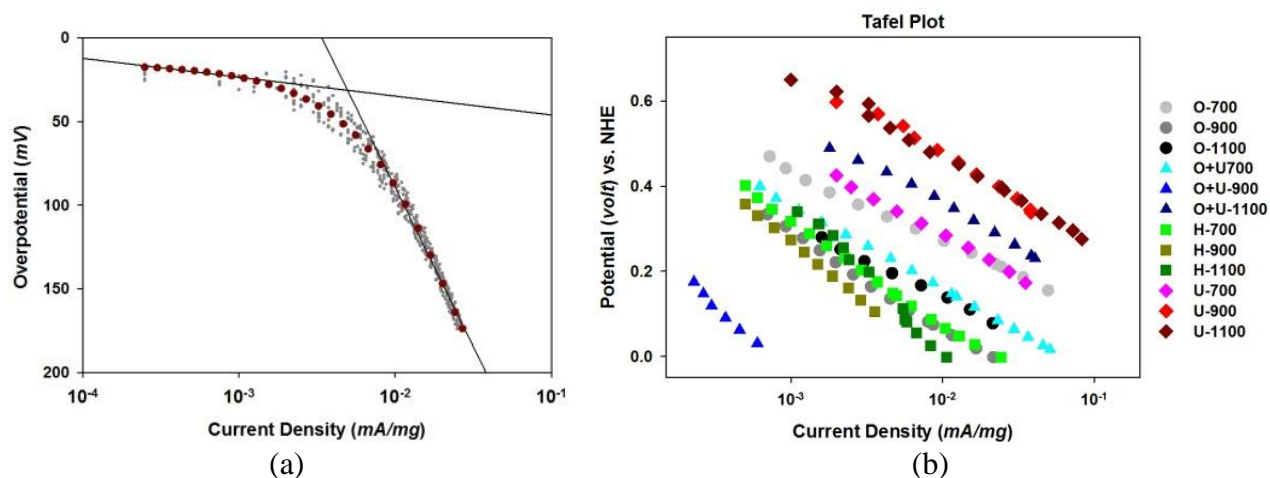 0
50
100
150
200
Overpotential (mV)
10-4
10-3
10-2
10-1
Current Density (mA/mg)
(a)
Tafel Plot
0.6
0.4
0.2
0.0
Potential (volt) vs. NHE
10-3
10-2
10-1
Current Density (mA/mg)
(b)
O-700
O-900
O-1100
O+U700
O+U-900
O+U-1100
H-700
H-900
H-1100
U-700
U-900
U-1100